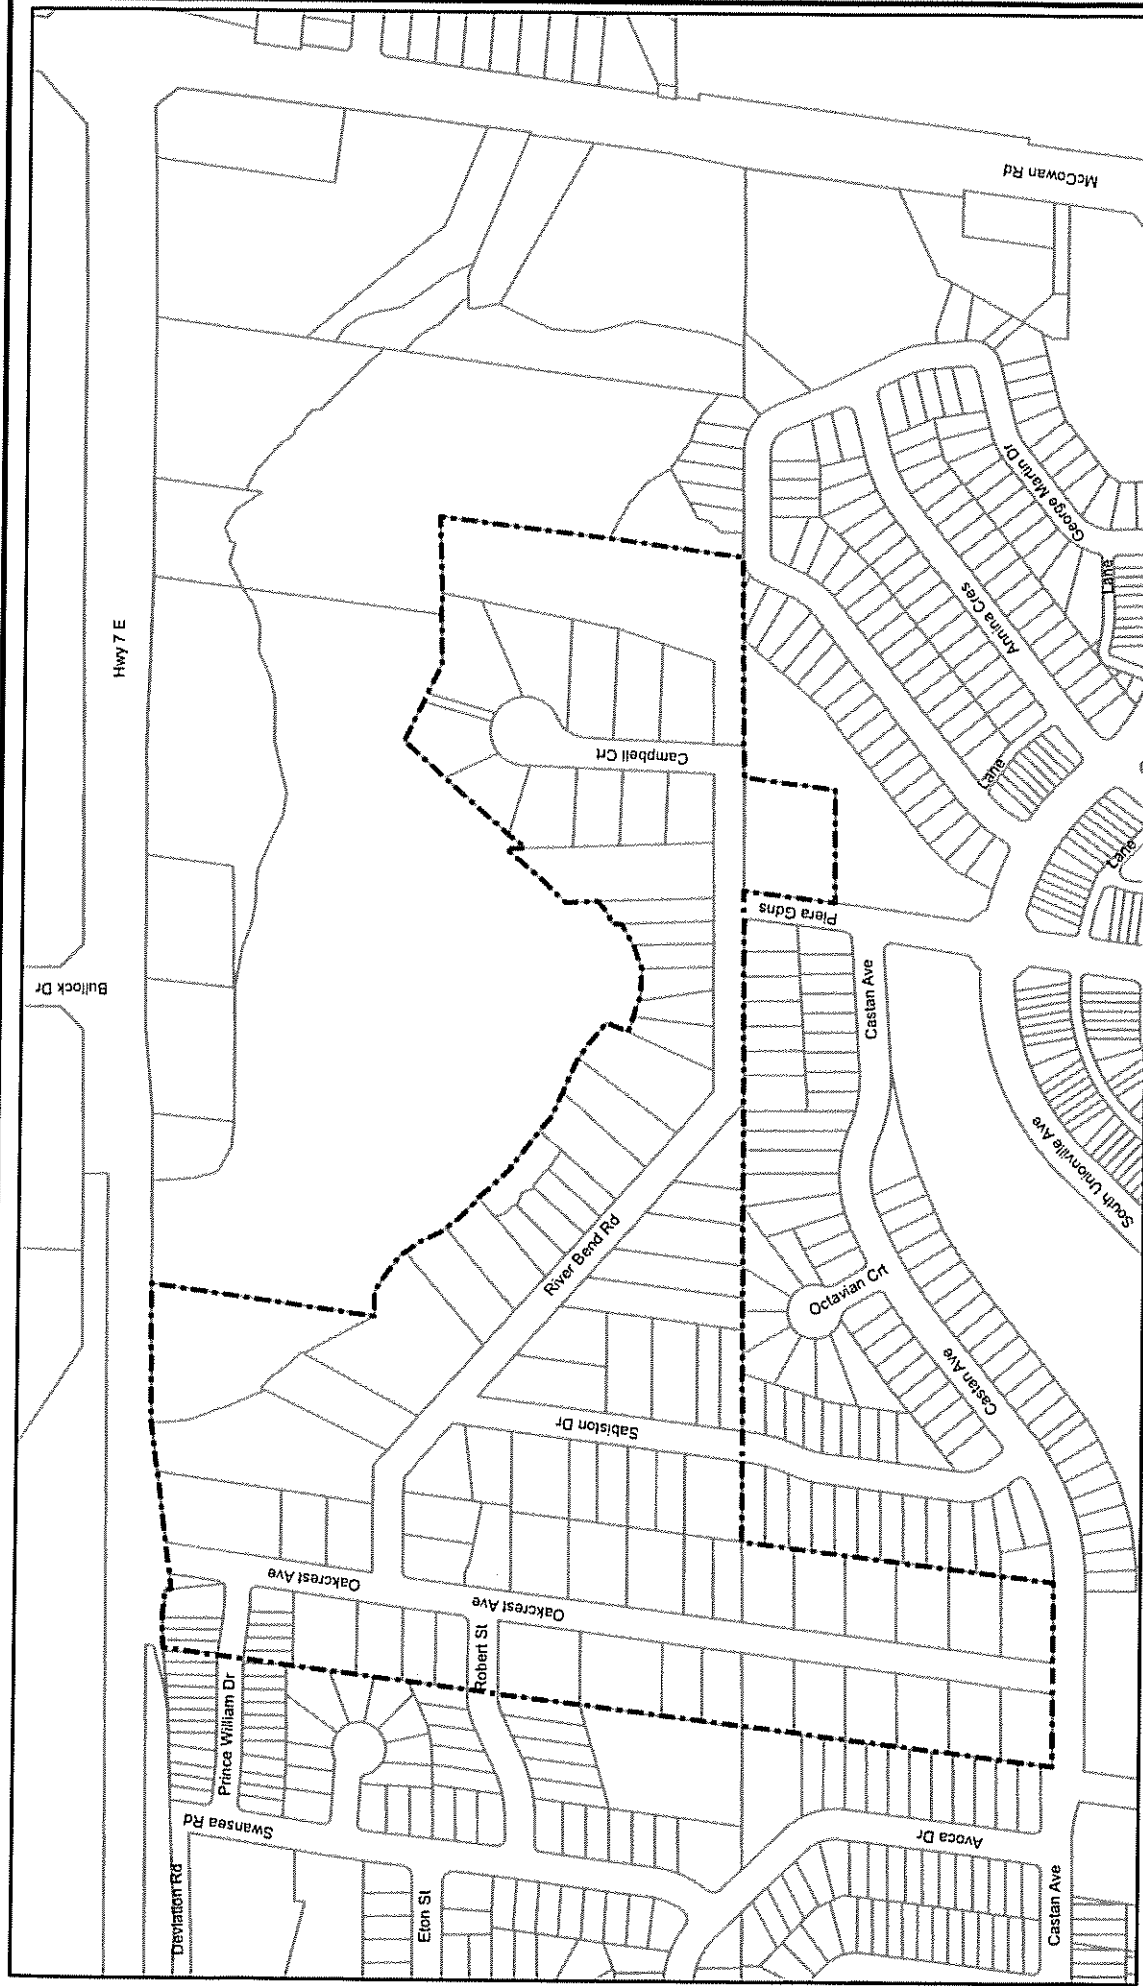 McCowan Rd
Hwy 7 E
George Martin Dr
Lane
Annina Cres
Campbell Crt
Lane
Lane
Piera Gdns
Bullock Dr
Castan Ave
South Unionville Ave
River Bend Rd
Octavian Crt
Castan Ave
Sabiston Dr
Oakcrest Ave
Oakcrest Ave
Robert St
Prince William Dr
Swansea Rd
Avoca Dr
Deviation Rd
Eton St
Castan Ave